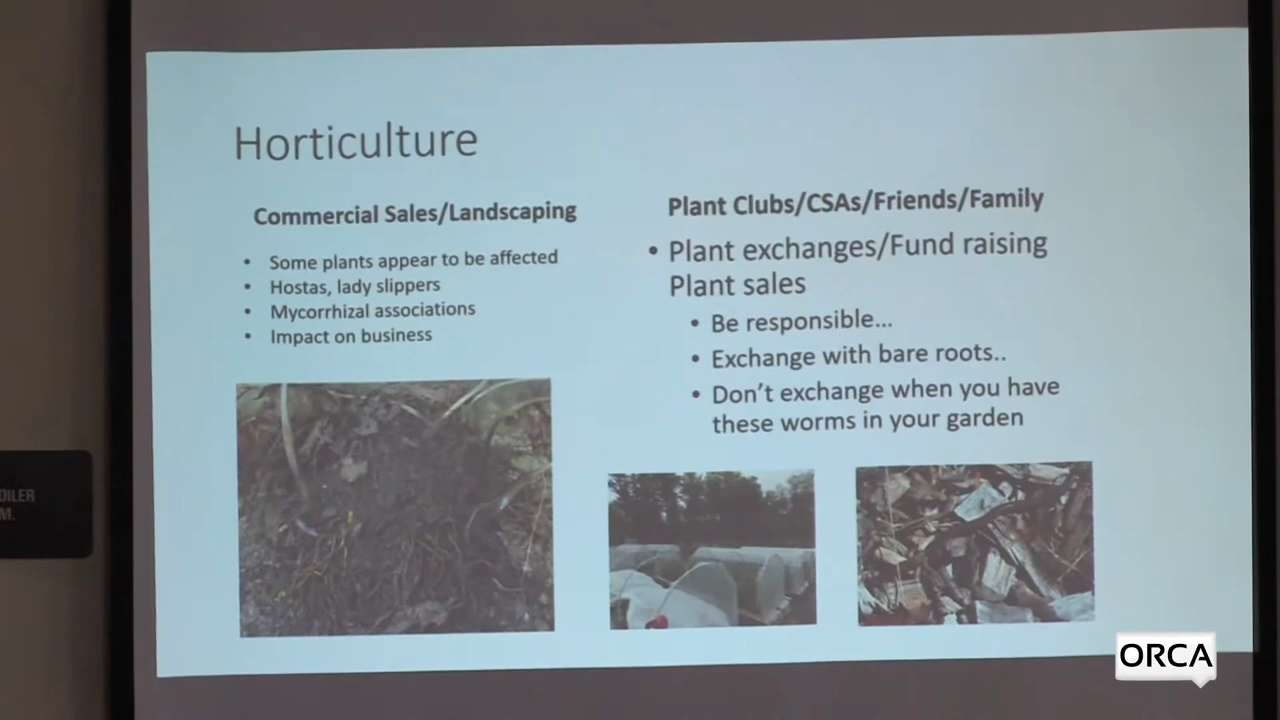 Horticulture
Commercial Sales/Landscaping
• Some plants appear to be affected
• Hostas, lady slippers
• Mycorrhizal associations
• Impact on business
Plant Clubs/CSAs/Friends/Family
• Plant exchanges/Fund raising
Plant sales
• Be responsible...
• Exchange with bare roots..
• Don't exchange when you have
these worms in your garden
OILER
M.
ORCA